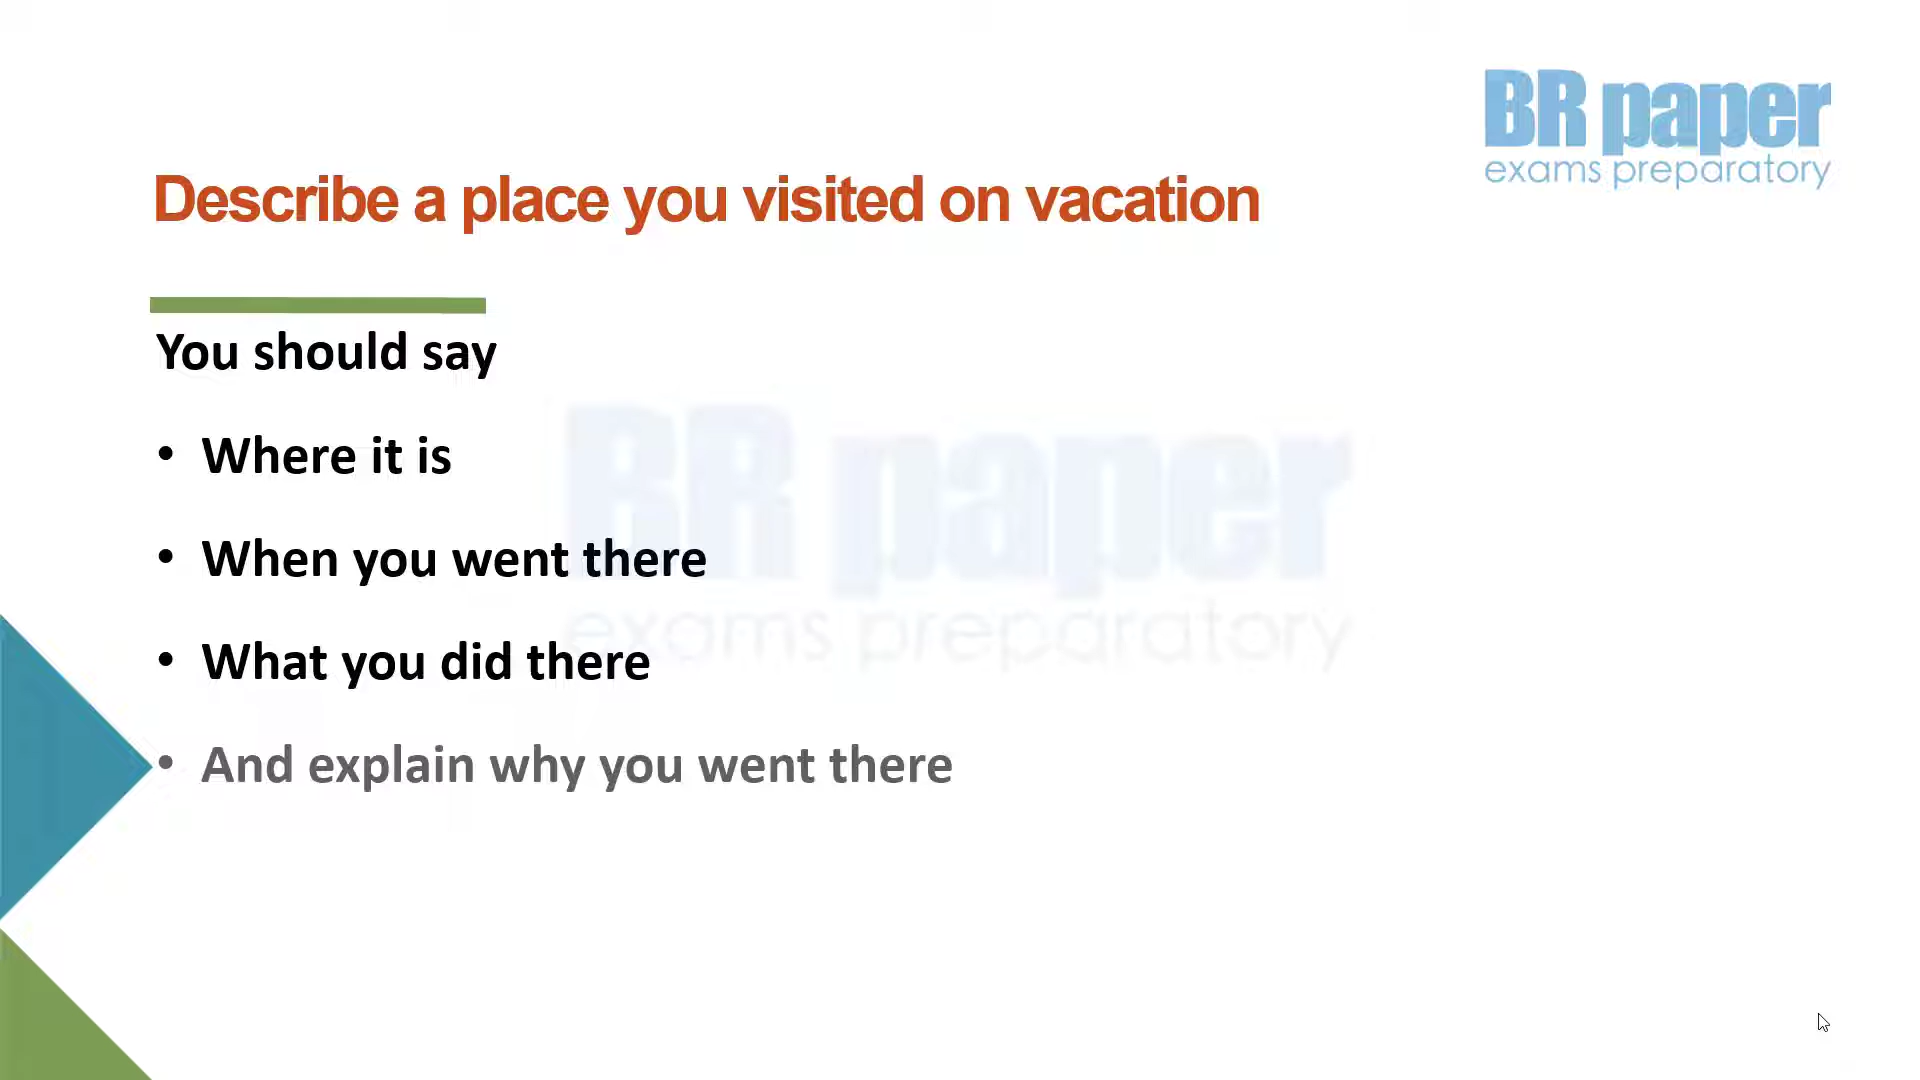 BR paper
exams preparatory
Describe a place you visited on vacation
You should say
• Where it is
• When you went there
• What you did there
• And explain why you went there
BR paper
exams preparatory